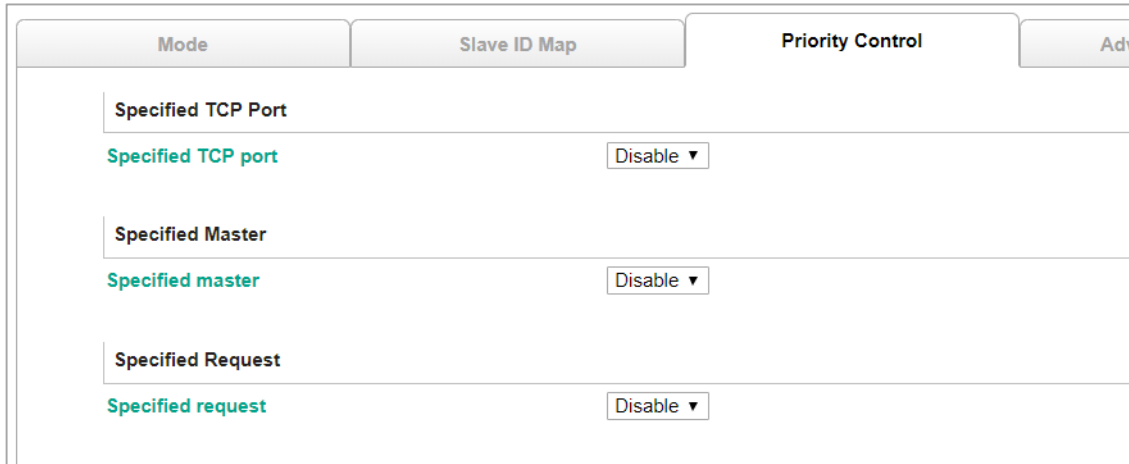 Mode Slave ID Map Priority Control Adv
Specified TCP Port
Specified TCP port Disable
Specified Master
Specified master Disable
Specified Request
Specified request Disable